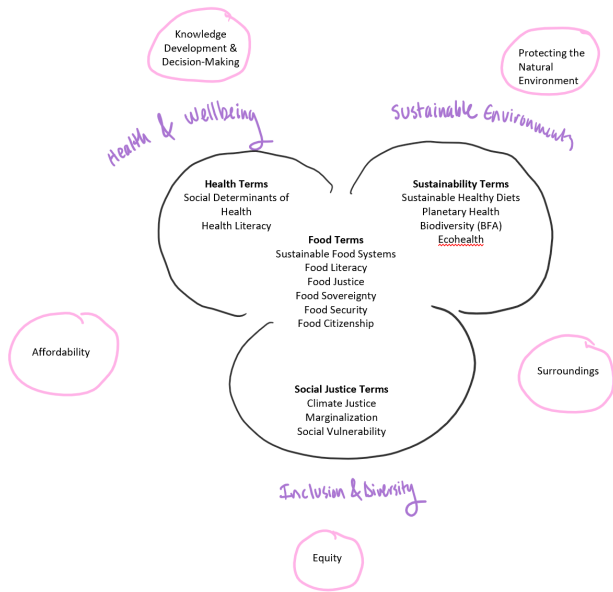 Knowledge
Development &
Decision-Making
Protecting the
Natural
Environment
Health & Wellbeing
Sustainable Environments
Health Terms
Social Determinants of
Health
Health Literacy
Sustainability Terms
Sustainable Healthy Diets
Planetary Health
Biodiversity (BFA)
Ecohealth
Food Terms
Sustainable Food Systems
Food Literacy
Food Justice
Food Sovereignty
Food Security
Food Citizenship
Affordability
Surroundings
Social Justice Terms
Climate Justice
Marginalization
Social Vulnerability
Inclusion & Diversity
Equity